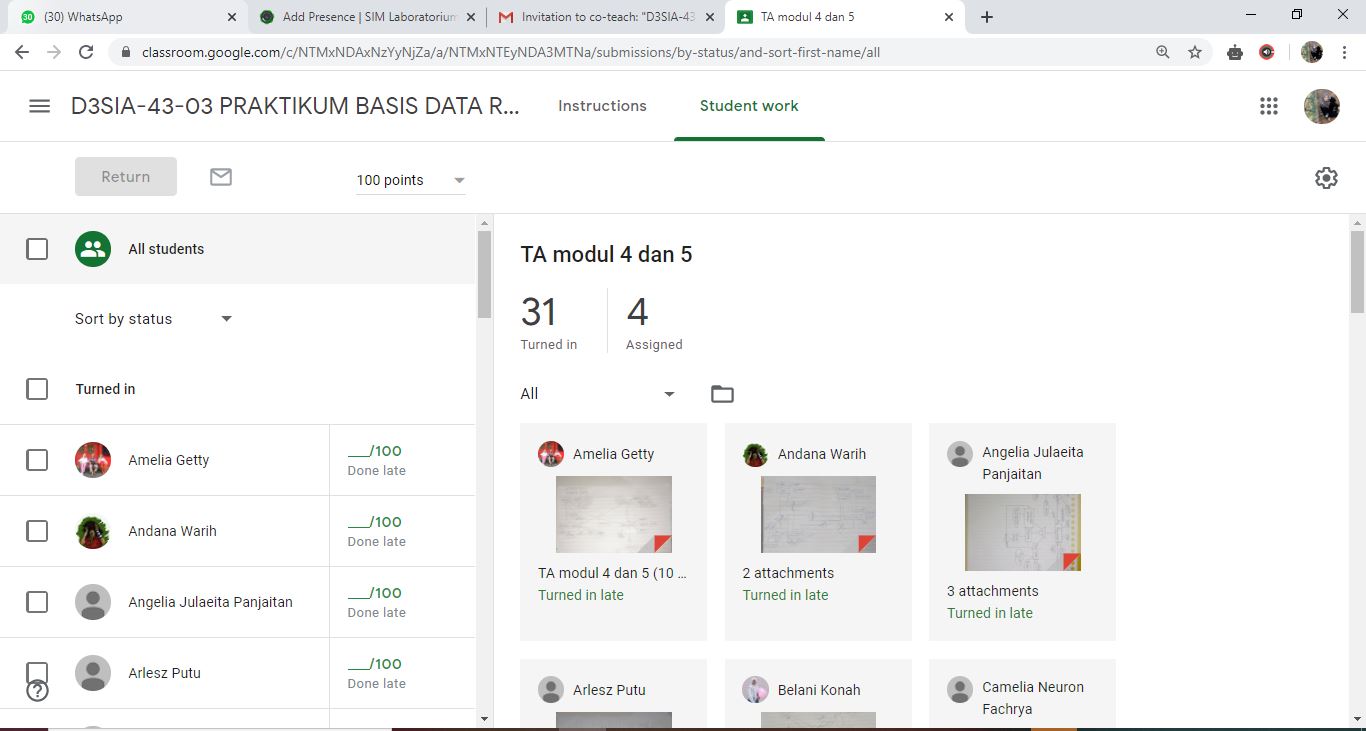 30
(30) WhatsApp
Add Presence | SIM Laboratorium
Invitation to co-teach: "D3SIA-43
TA modul 4 dan 5
classroom.google.com/c/NTMxNDAxNzYyNjZa/a/NTMxNTEyNDA3MTNa/submissions/by-status/and-sort-first-name/all
D3SIA-43-03 PRAKTIKUM BASIS DATA R...
Instructions
Student work
Return
100 points
All students
Sort by status
Turned in
Amelia Getty
__/100
Done late
Andana Warih
__/100
Done late
Angelia Julaeita Panjaitan
__/100
Done late
Arlesz Putu
__/100
Done late
TA modul 4 dan 5
31
Turned in
4
Assigned
All
Amelia Getty
TA modul 4 dan 5 (10 ...
Turned in late
Andana Warih
2 attachments
Turned in late
Angelia Julaeita
Panjaitan
3 attachments
Turned in late
Arlesz Putu
Belani Konah
Camelia Neuron
Fachrya